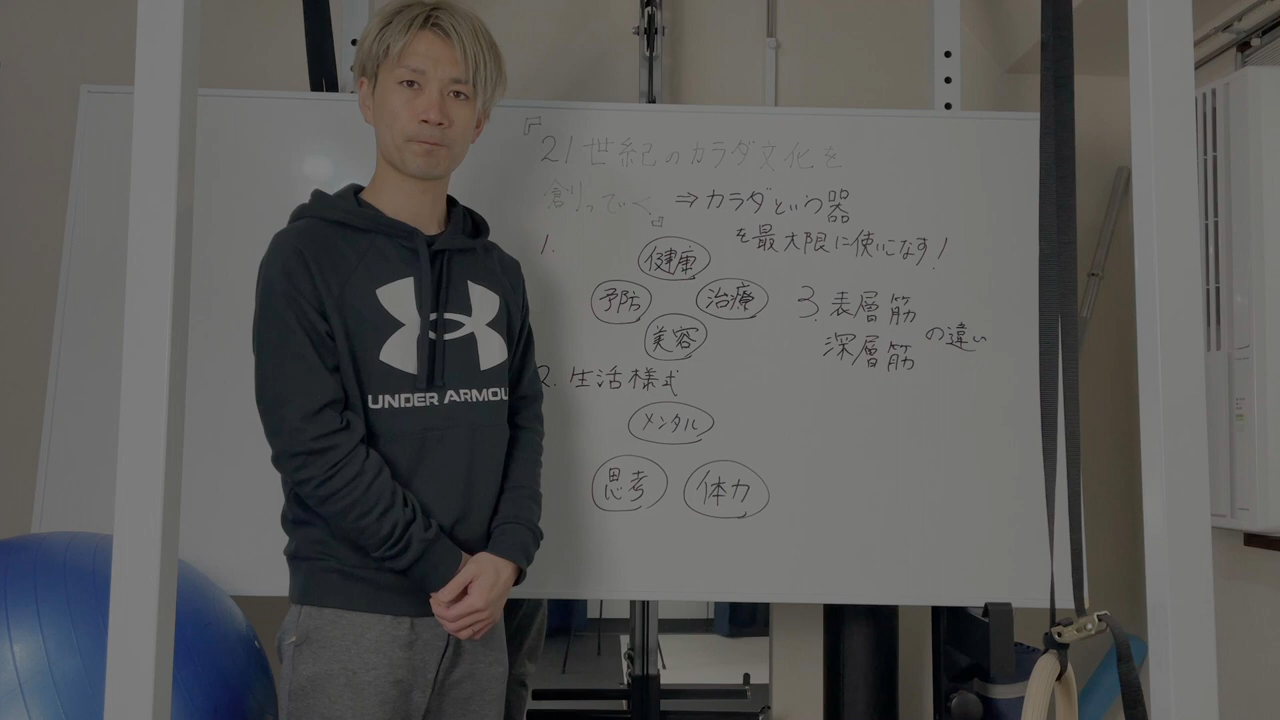 『21世紀のカラダ文化を
創っていく』⇒カラダという器
を最大限に使いこなす!
1.
健康
予防 治療
美容
2. 生活様式
メンタル
思考 体力
3. 表層筋
深層筋 の違い
UNDER ARMOU